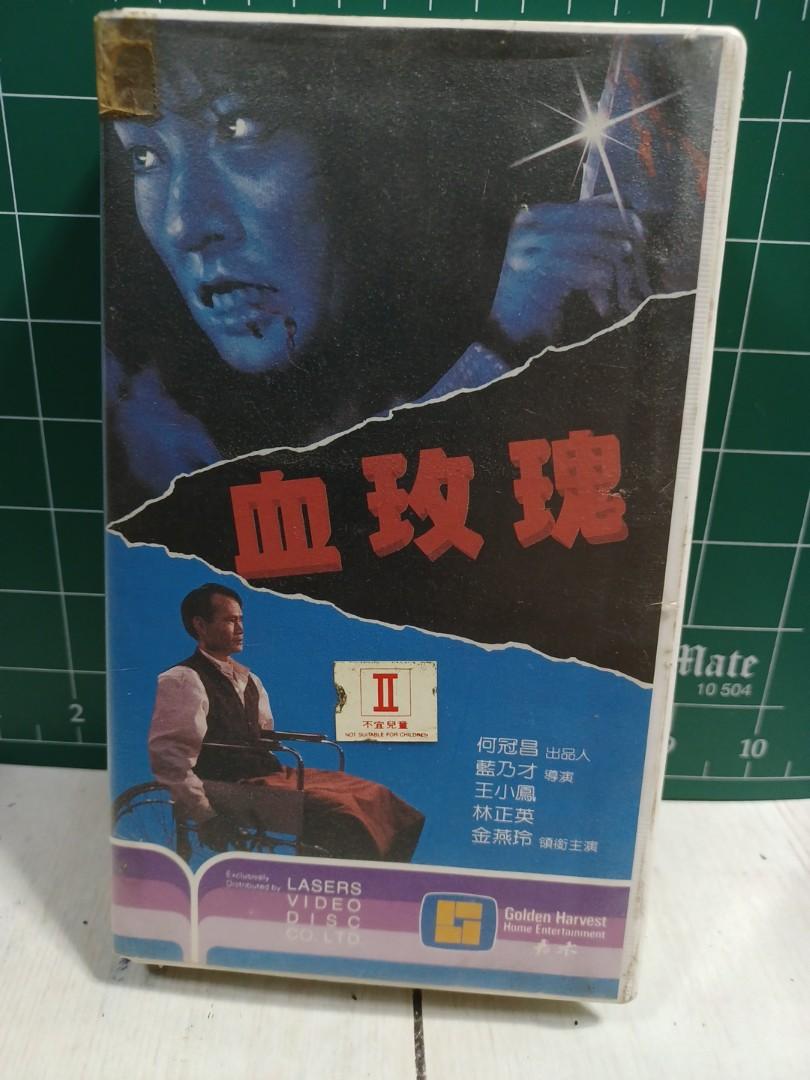 血玫瑰
II
不宜兒童
NOT SUITABLE FOR CHILDREN
何冠昌 出品人
藍乃才 導演
王小鳳
林正英
金燕玲 領銜主演
Exclusively
Distributed by
LASERS
VIDEO
DISC
CO. LTD.
Golden Harvest
Home Entertainment
嘉禾
Mate
10 504
2
10